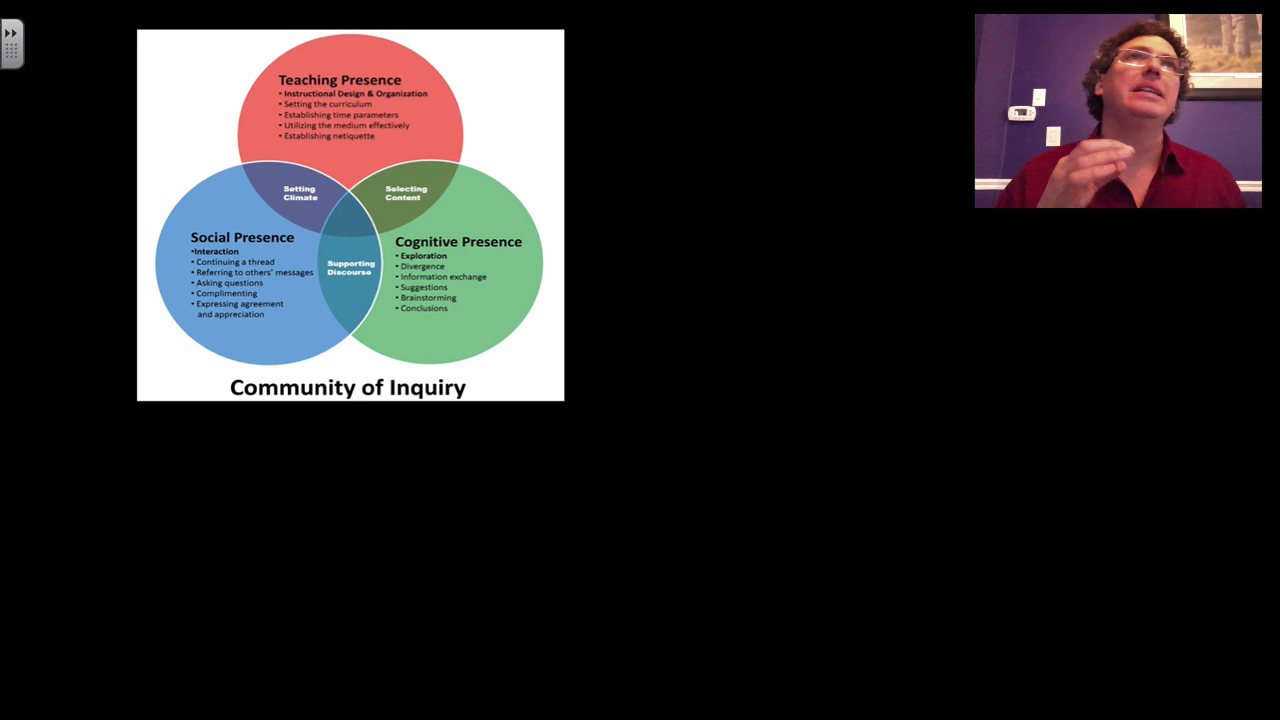 Teaching Presence
• Instructional Design & Organization
• Setting the curriculum
• Establishing time parameters
• Utilizing the medium effectively
• Establishing netiquette
Setting
Climate
Selecting
Content
Social Presence
•Interaction
• Continuing a thread
• Referring to others' messages
• Asking questions
• Complimenting
• Expressing agreement
and appreciation
Supporting
Discourse
Cognitive Presence
• Exploration
• Divergence
• Information exchange
• Suggestions
• Brainstorming
• Conclusions
Community of Inquiry